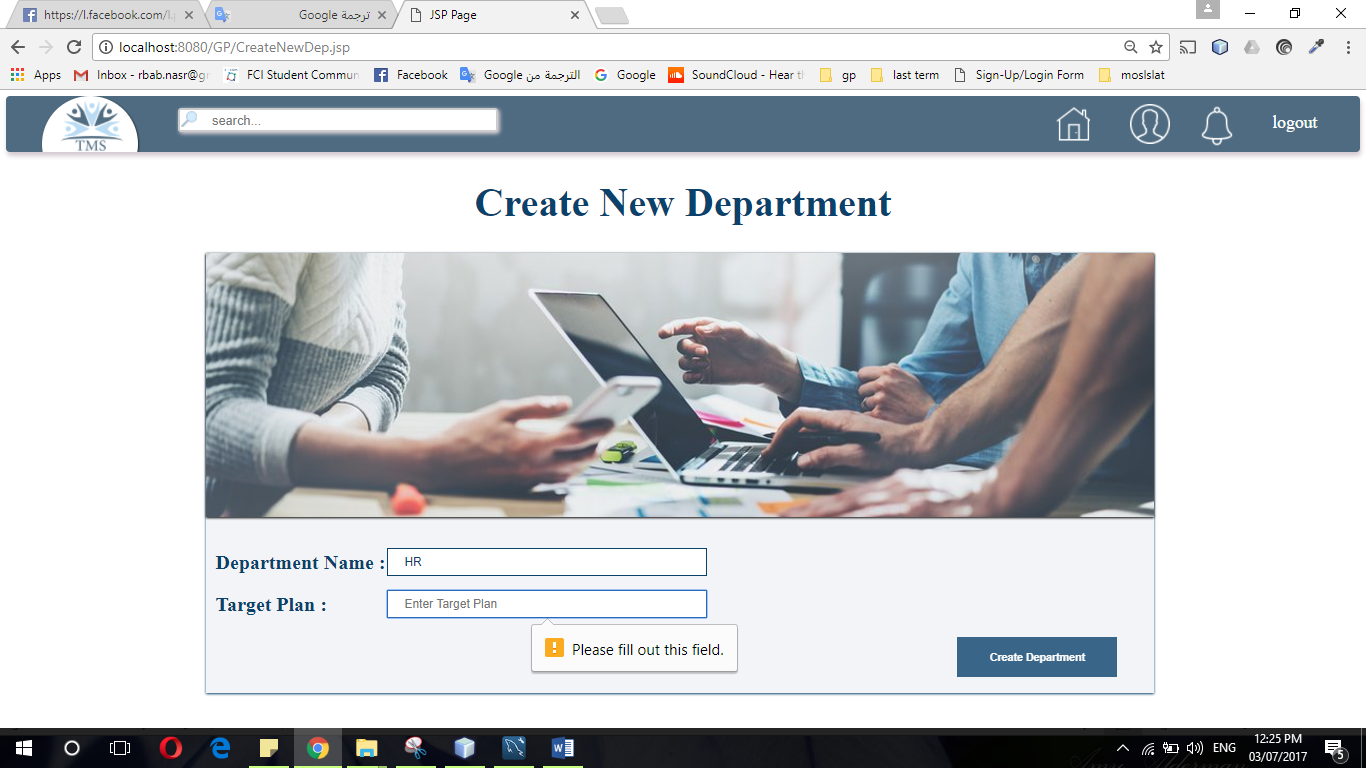 https://l.facebook.com/l.p
ترجمة Google
JSP Page
localhost:8080/GP/CreateNewDep.jsp
Apps
Inbox - rbab.nasr@gm
FCI Student Commun
Facebook
الترجمة من Google
Google
SoundCloud - Hear t
gp
last term
Sign-Up/Login Form
moslslat
TMS
search...
logout
Create New Department
Department Name :
HR
Target Plan :
Enter Target Plan
Please fill out this field.
Create Department
ENG
12:25 PM
03/07/2017
5